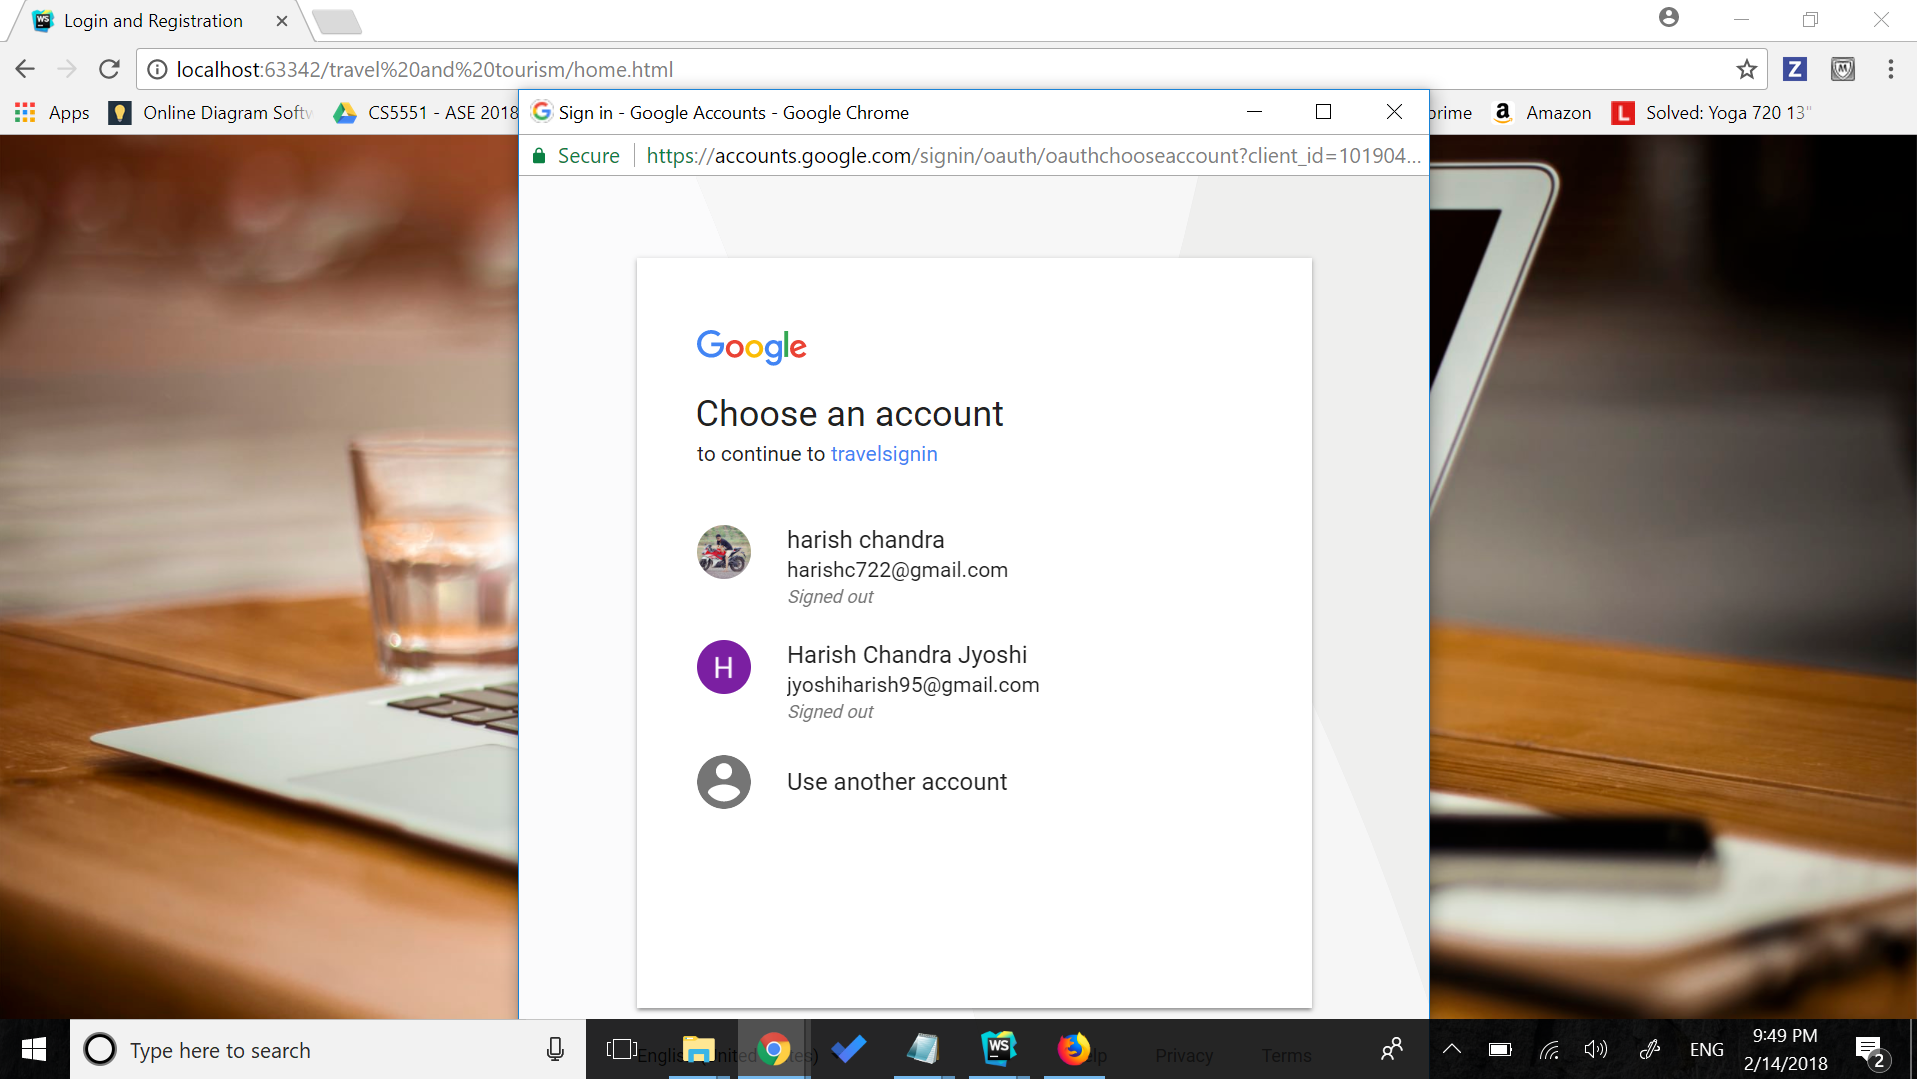 Login and Registration
localhost:63342/travel%20and%20tourism/home.html
Apps
Online Diagram Softw
CS5551 - ASE 2018
prime
Amazon
Solved: Yoga 720 13"
Sign in - Google Accounts - Google Chrome
Secure
https://accounts.google.com/signin/oauth/oauthchooseaccount?client_id=101904...
Google
Choose an account
to continue to travelsignin
harish chandra
harishc722@gmail.com
Signed out
H
Harish Chandra Jyoshi
jyoshiharish95@gmail.com
Signed out
Use another account
Type here to search
Privacy
Terms
ENG
9:49 PM
2/14/2018
2